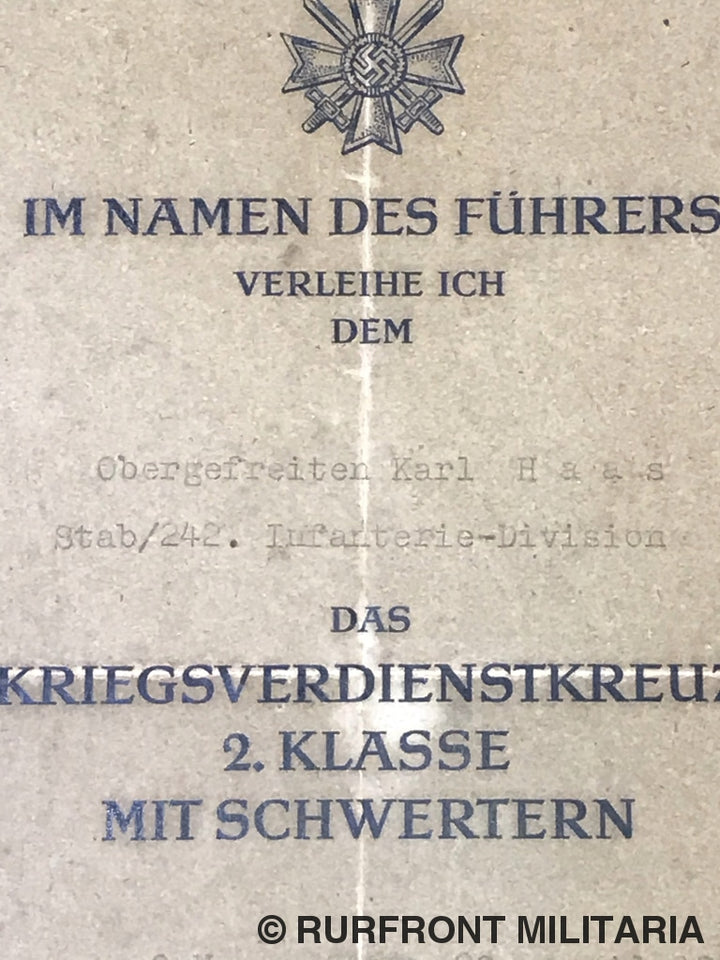 IM NAMEN DES FÜHRERS
VERLEIHE ICH
DEM
Obergefreiten Karl H a a s
Stab/242. Infanterie-Division
DAS
KRIEGSVERDIENSTKREUZ
2. KLASSE
MIT SCHWERTERN
© RURFRONT MILITARIA